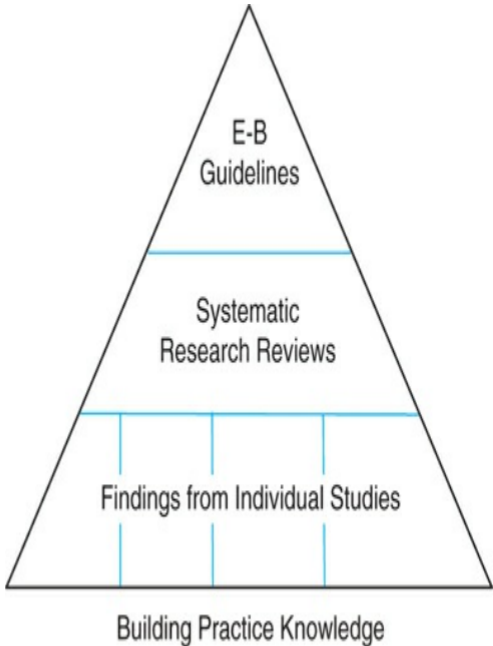 E-B
Guidelines
Systematic
Research Reviews
Findings from Individual Studies
Building Practice Knowledge